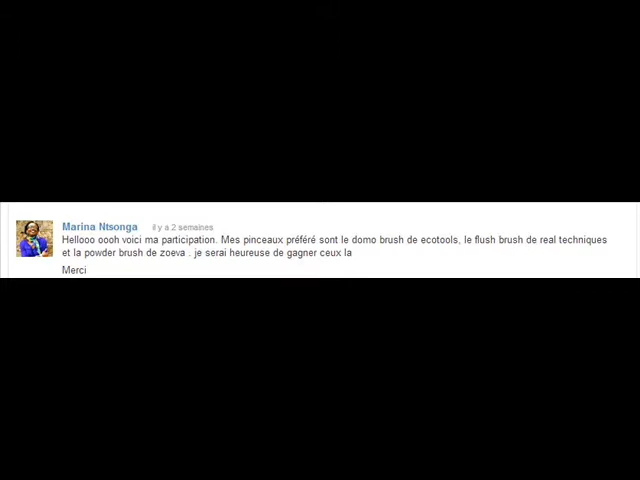 Marina Ntsonga il y a 2 semaines
Hellooo oooh voici ma participation. Mes pinceaux préféré sont le domo brush de ecotools, le flush brush de real techniques
et la powder brush de zoeva . je serai heureuse de gagner ceux la
Merci